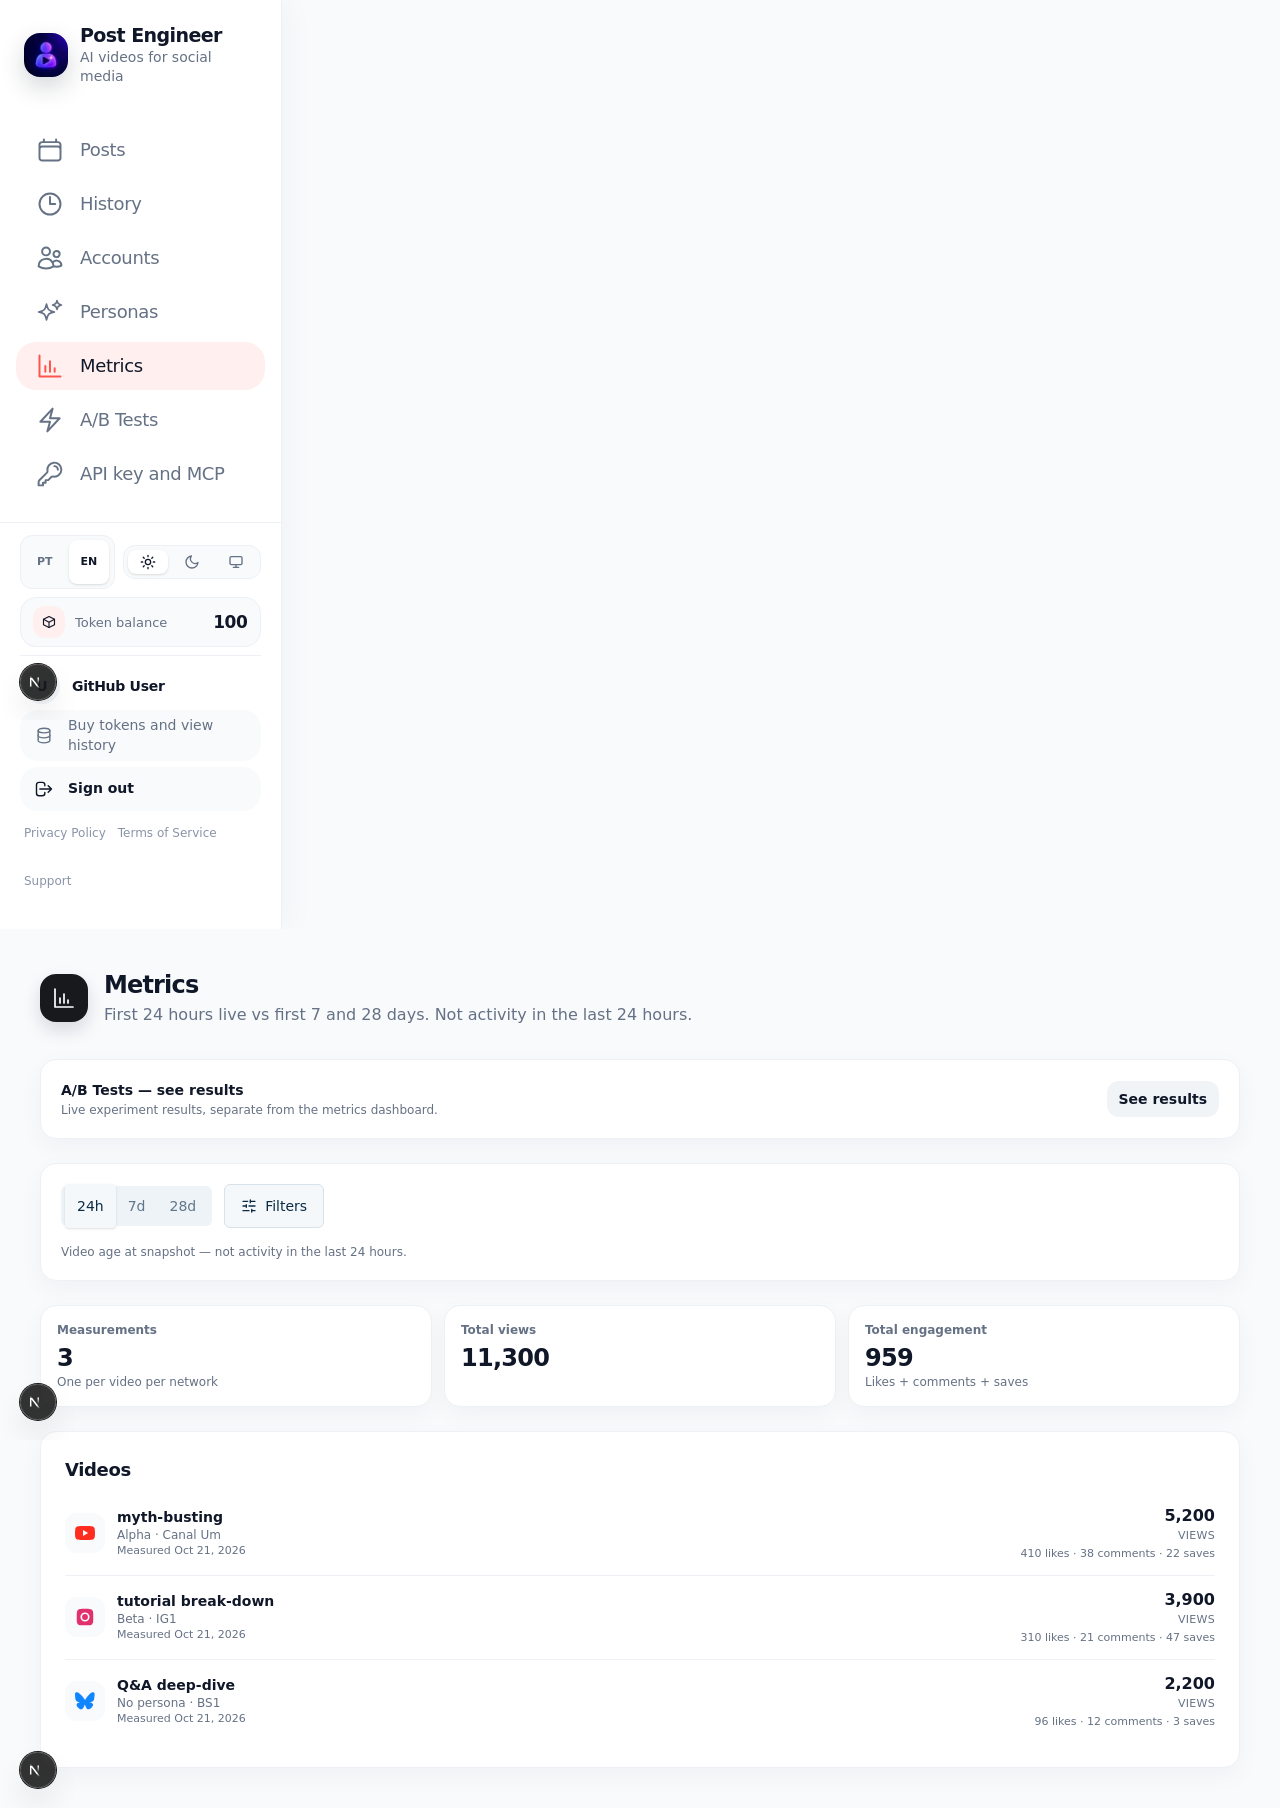 Post Engineer
AI videos for social
media
Posts
History
Accounts
Personas
Metrics
A/B Tests
API key and MCP
PT
EN
Token balance
100
N
GitHub User
Buy tokens and view
history
Sign out
Privacy Policy
Terms of Service
Support
Metrics
First 24 hours live vs first 7 and 28 days. Not activity in the last 24 hours.
A/B Tests — see results
Live experiment results, separate from the metrics dashboard.
See results
24h
7d
28d
Filters
Video age at snapshot — not activity in the last 24 hours.
Measurements
3
One per video per network
Total views
11,300
Total engagement
959
Likes + comments + saves
N
Videos
myth-busting
Alpha · Canal Um
Measured Oct 21, 2026
5,200
VIEWS
410 likes · 38 comments · 22 saves
tutorial break-down
Beta · IG1
Measured Oct 21, 2026
3,900
VIEWS
310 likes · 21 comments · 47 saves
Q&A deep-dive
No persona · BS1
Measured Oct 21, 2026
2,200
VIEWS
96 likes · 12 comments · 3 saves
N